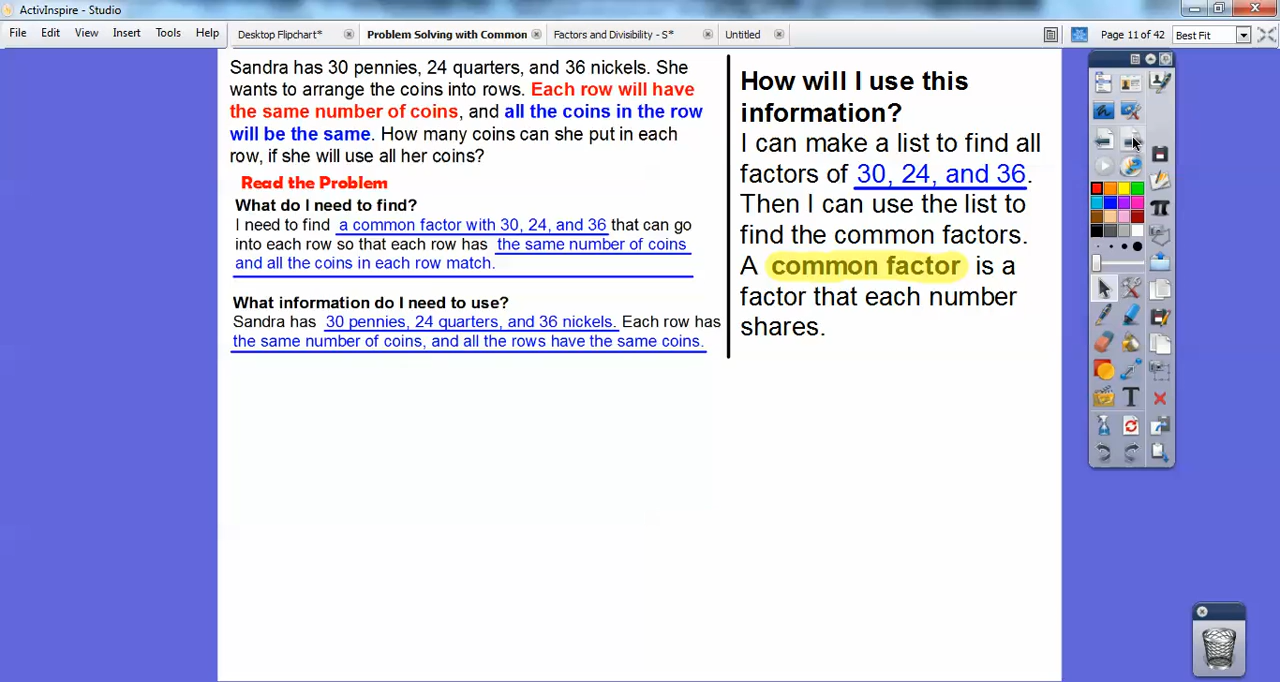 ActivInspire - Studio
File Edit View Insert Tools Help
Desktop Flipchart*
Problem Solving with Common
Factors and Divisibility - S*
Untitled
Page 11 of 42
Best Fit
Sandra has 30 pennies, 24 quarters, and 36 nickels. She
wants to arrange the coins into rows. Each row will have
the same number of coins, and all the coins in the row
will be the same. How many coins can she put in each
row, if she will use all her coins?
Read the Problem
What do I need to find?
I need to find a common factor with 30, 24, and 36 that can go
into each row so that each row has the same number of coins
and all the coins in each row match.
What information do I need to use?
Sandra has 30 pennies, 24 quarters, and 36 nickels. Each row has
the same number of coins, and all the rows have the same coins.
How will I use this
information?
I can make a list to find all
factors of 30, 24, and 36.
Then I can use the list to
find the common factors.
A common factor is a
factor that each number
shares.